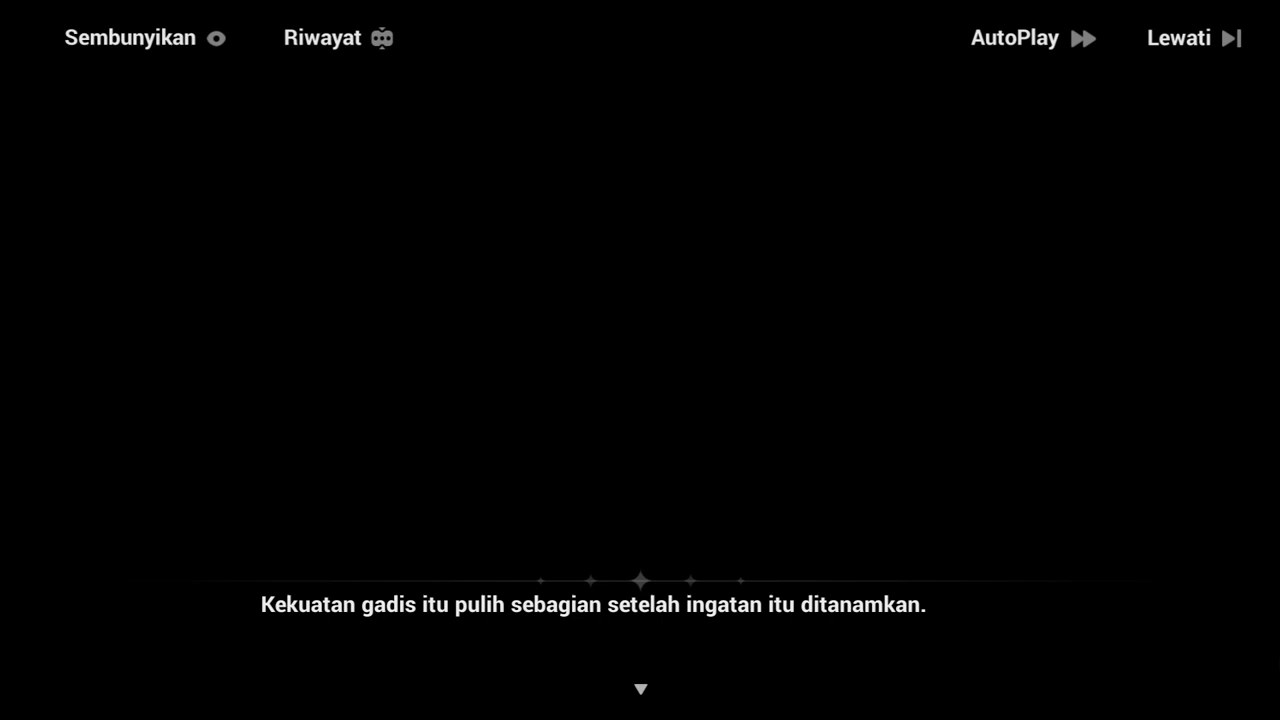 Sembunyikan
Riwayat
AutoPlay
Lewati
Kekuatan gadis itu pulih sebagian setelah ingatan itu ditanamkan.